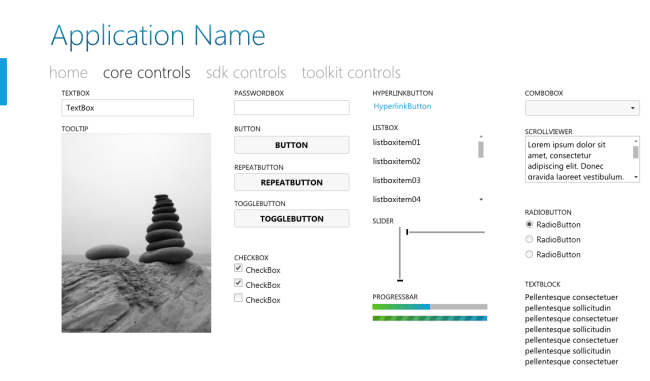 Application Name
home core controls sdk controls toolkit controls
TEXTBOX
TextBox
TOOLTIP
PASSWORDBOX
BUTTON
BUTTON
REPEATBUTTON
REPEATBUTTON
TOGGLEBUTTON
TOGGLEBUTTON
CHECKBOX
CheckBox
CheckBox
CheckBox
HYPERLINKBUTTON
HyperlinkButton
LISTBOX
listboxitem01
listboxitem02
listboxitem03
listboxitem04
SLIDER
PROGRESSBAR
COMBOBOX
SCROLLVIEWER
Lorem ipsum dolor sit
amet, consectetur
adipiscing elit. Donec
gravida laoreet vestibulum.
RADIOBUTTON
RadioButton
RadioButton
RadioButton
TEXTBLOCK
Pellentesque consectetuer
pellentesque sollicitudin
pellentesque consectetuer
pellentesque sollicitudin
pellentesque consectetuer
pellentesque sollicitudin
pellentesque consectetuer